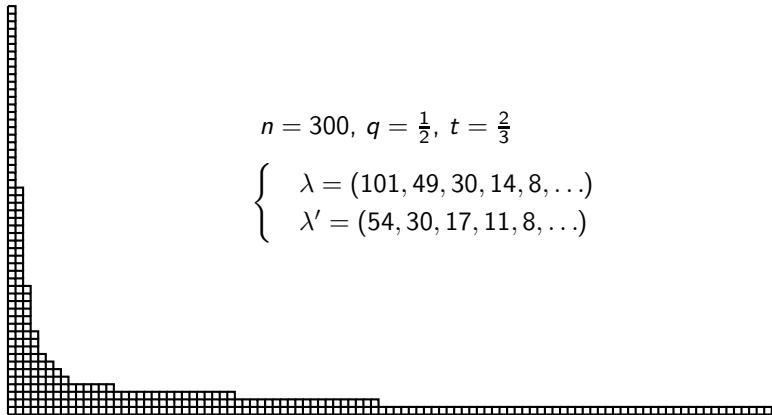 n = 300, q = 1/2, t = 2/3
λ = (101, 49, 30, 14, 8, . . .)
λ′ = (54, 30, 17, 11, 8, . . .)